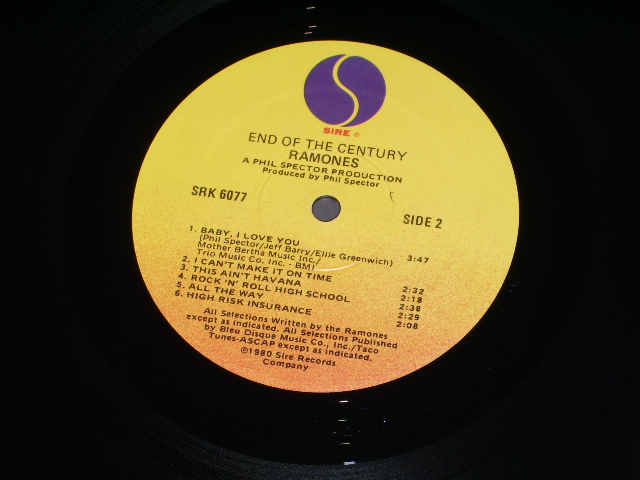 SIRE ®
END OF THE CENTURY
RAMONES
A PHIL SPECTOR PRODUCTION
Produced by Phil Spector
SRK 6077
SIDE 2
1. BABY, I LOVE YOU 3:47
(Phil Spector/Jeff Barry/Ellie Greenwich)
Mother Bertha Music Inc./
Trio Music Co. Inc. - BMI
2. I CAN'T MAKE IT ON TIME 2:32
3. THIS AIN'T HAVANA 2:18
4. ROCK 'N' ROLL HIGH SCHOOL 2:38
5. ALL THE WAY 2:29
6. HIGH RISK INSURANCE 2:08
All Selections Written by the Ramones
except as indicated. All Selections Published
by Bleu Disque Music Co., Inc./Taco
Tunes-ASCAP except as indicated.
©1980 Sire Records
Company